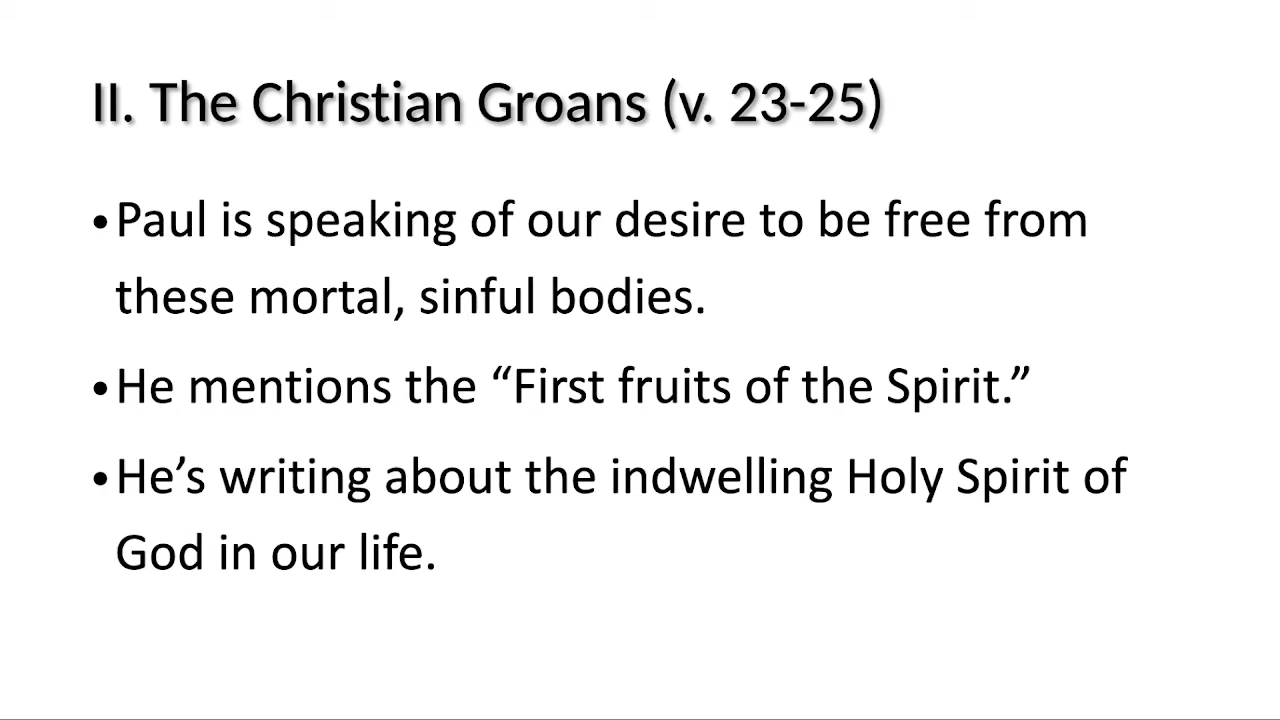 II. The Christian Groans (v. 23-25)
•Paul is speaking of our desire to be free from
these mortal, sinful bodies.
•He mentions the “First fruits of the Spirit.”
•He’s writing about the indwelling Holy Spirit of
God in our life.